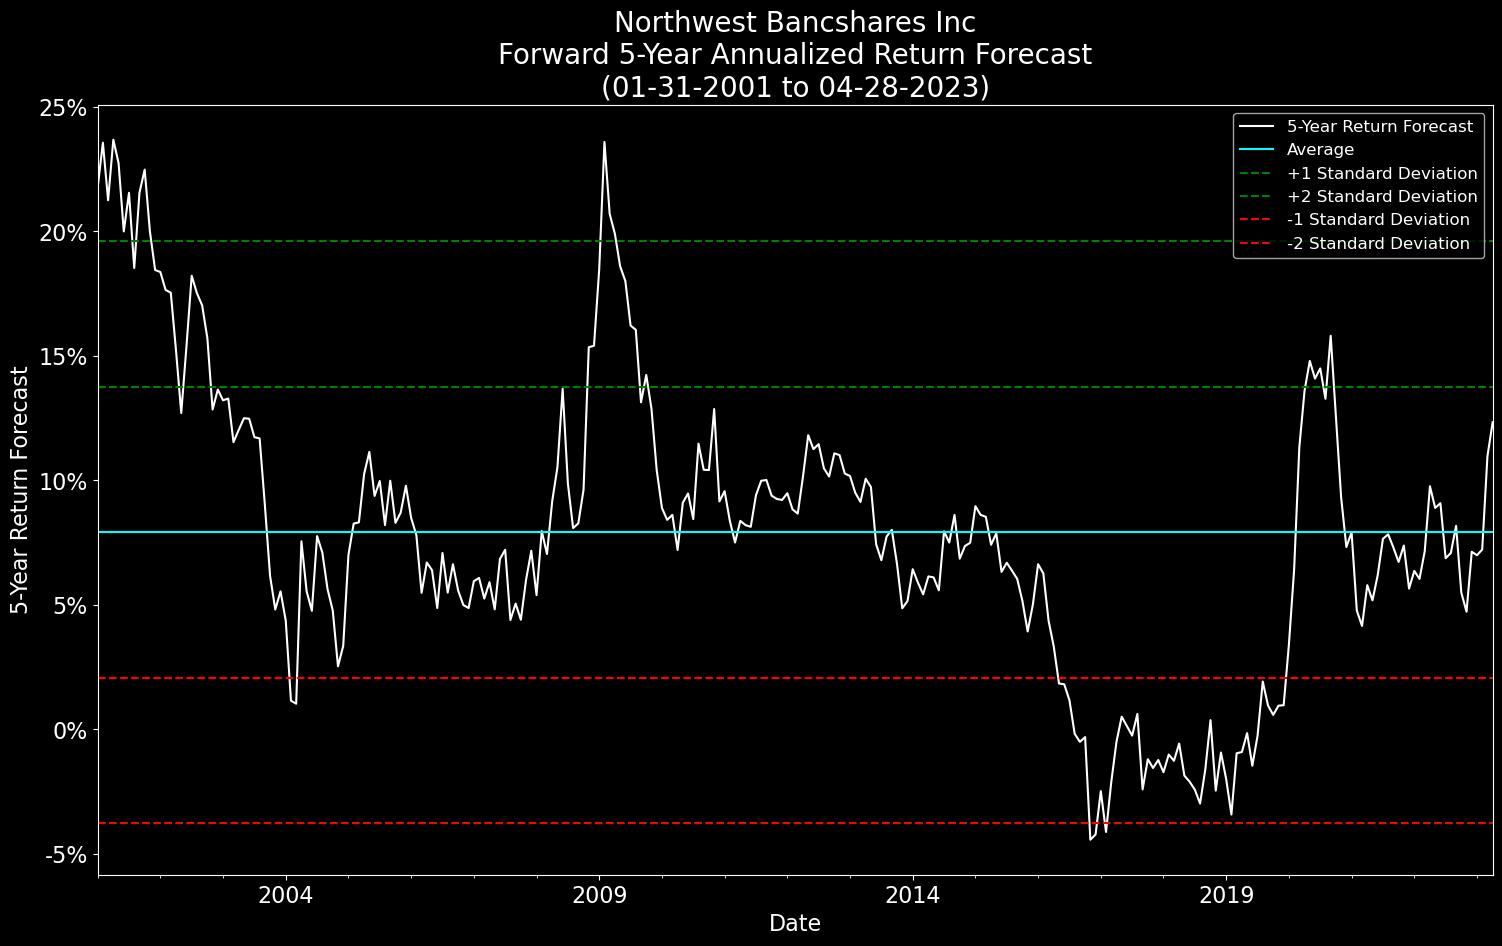 Northwest Bancshares Inc
Forward 5-Year Annualized Return Forecast
(01-31-2001 to 04-28-2023)
25%
20%
15%
10%
5%
0%
-5%
5-Year Return Forecast
5-Year Return Forecast
Average
+1 Standard Deviation
+2 Standard Deviation
-1 Standard Deviation
-2 Standard Deviation
2004 2009 2014 2019
Date